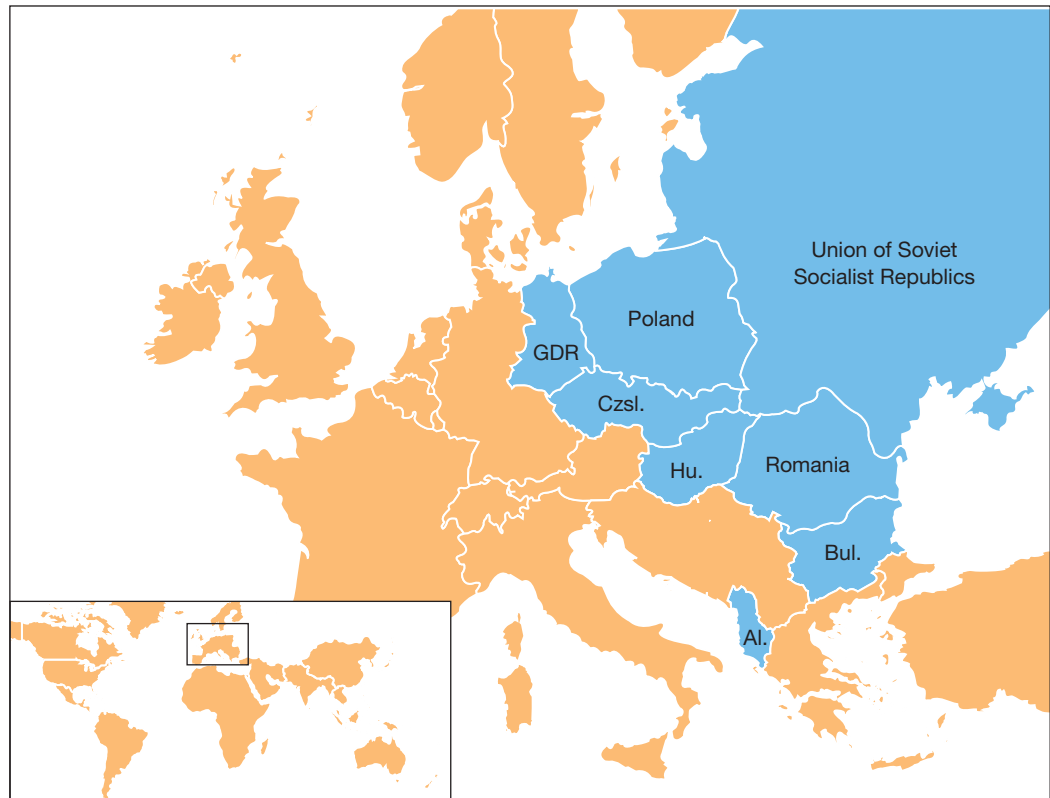 Union of Soviet
Socialist Republics
Poland
GDR
Czsl.
Hu.
Romania
Bul.
Al.